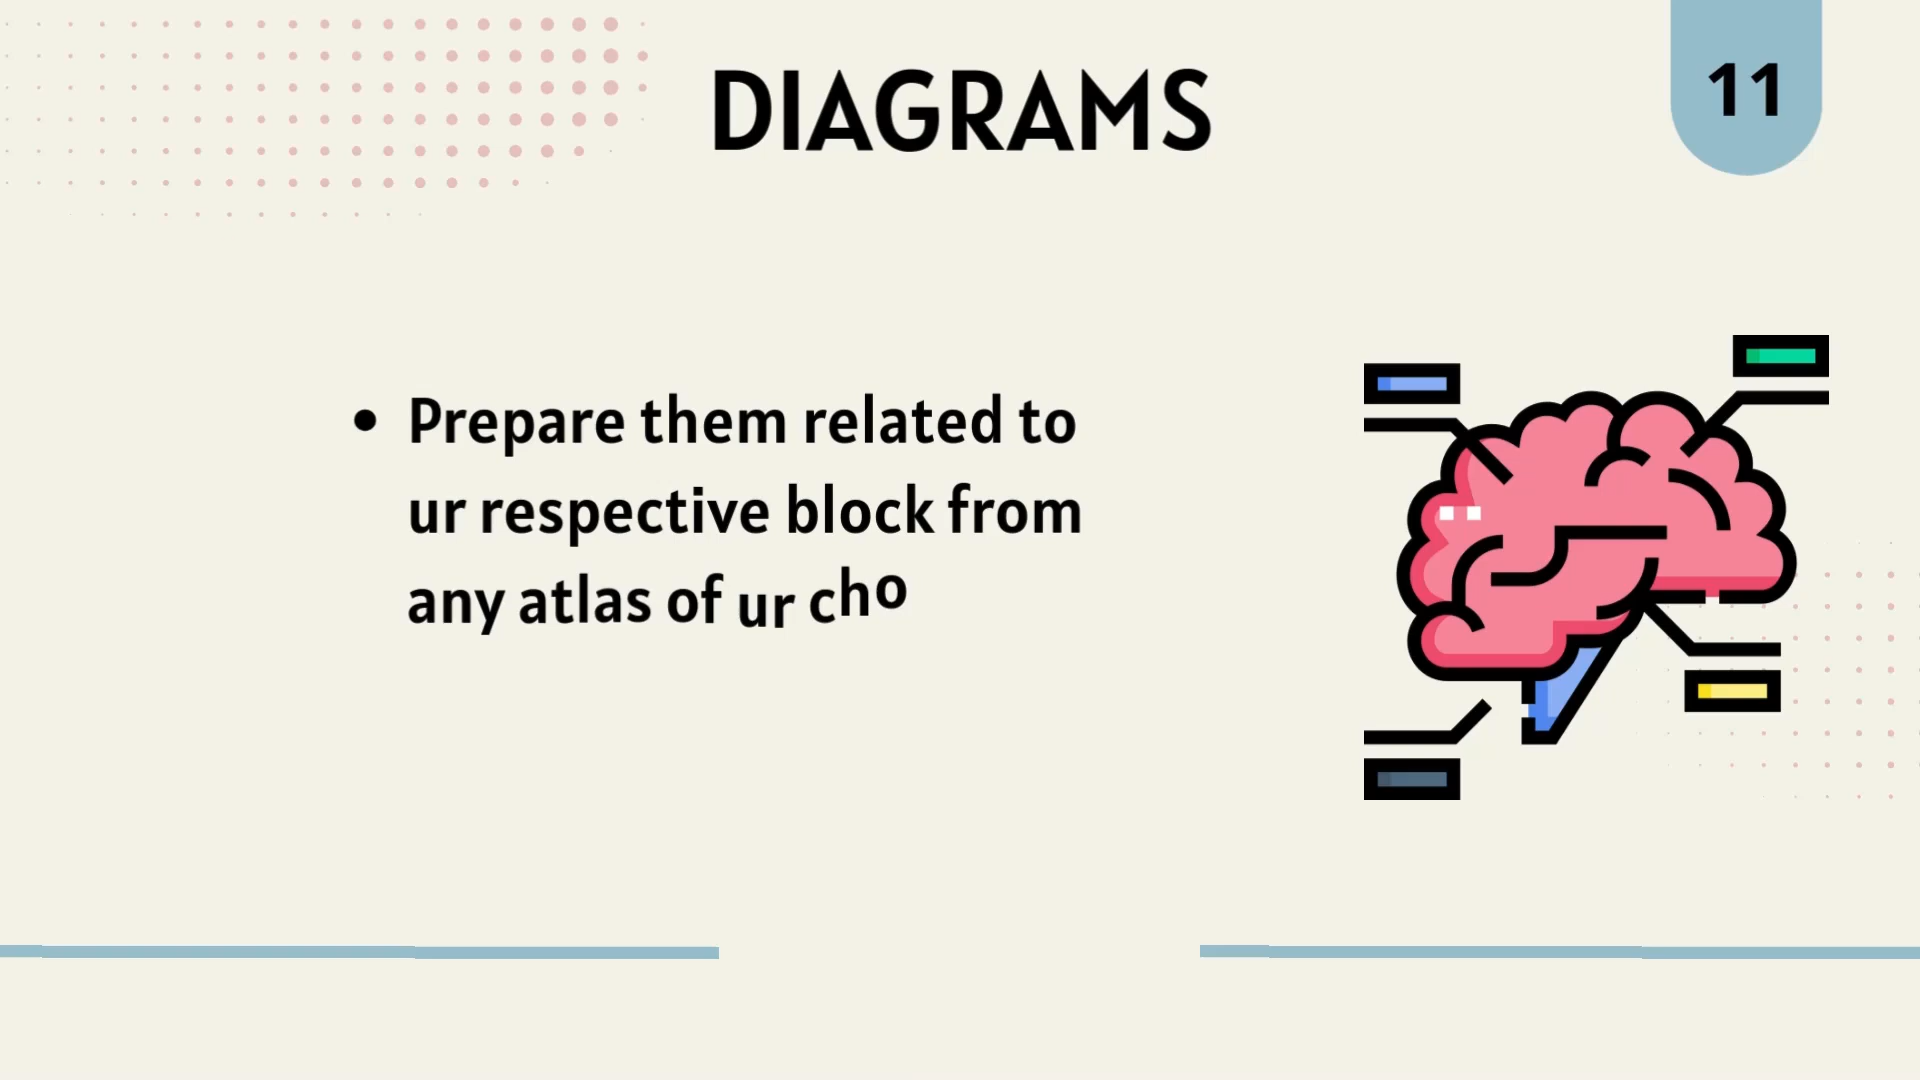 DIAGRAMS
11
• Prepare them related to
ur respective block from
any atlas of ur cho